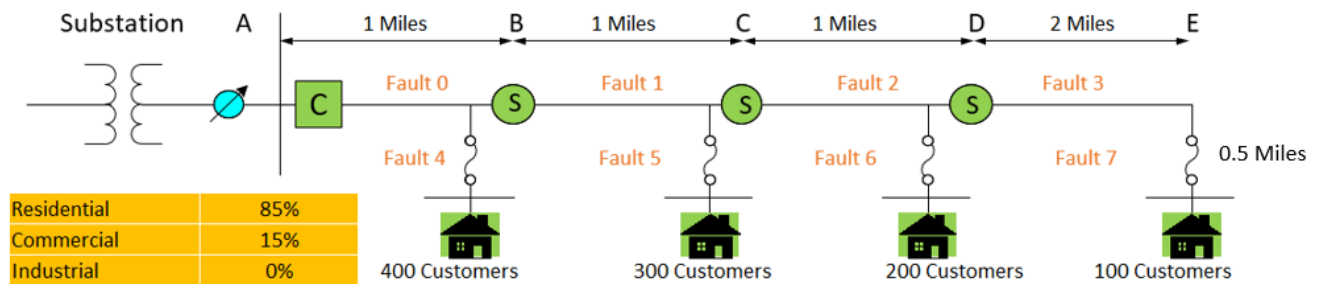 Substation A 1 Miles B 1 Miles C 1 Miles D 2 Miles E
Fault 0 Fault 1 Fault 2 Fault 3
C S S S
Fault 4 Fault 5 Fault 6 Fault 7 0.5 Miles
Residential 85%
Commercial 15%
Industrial 0%
400 Customers 300 Customers 200 Customers 100 Customers